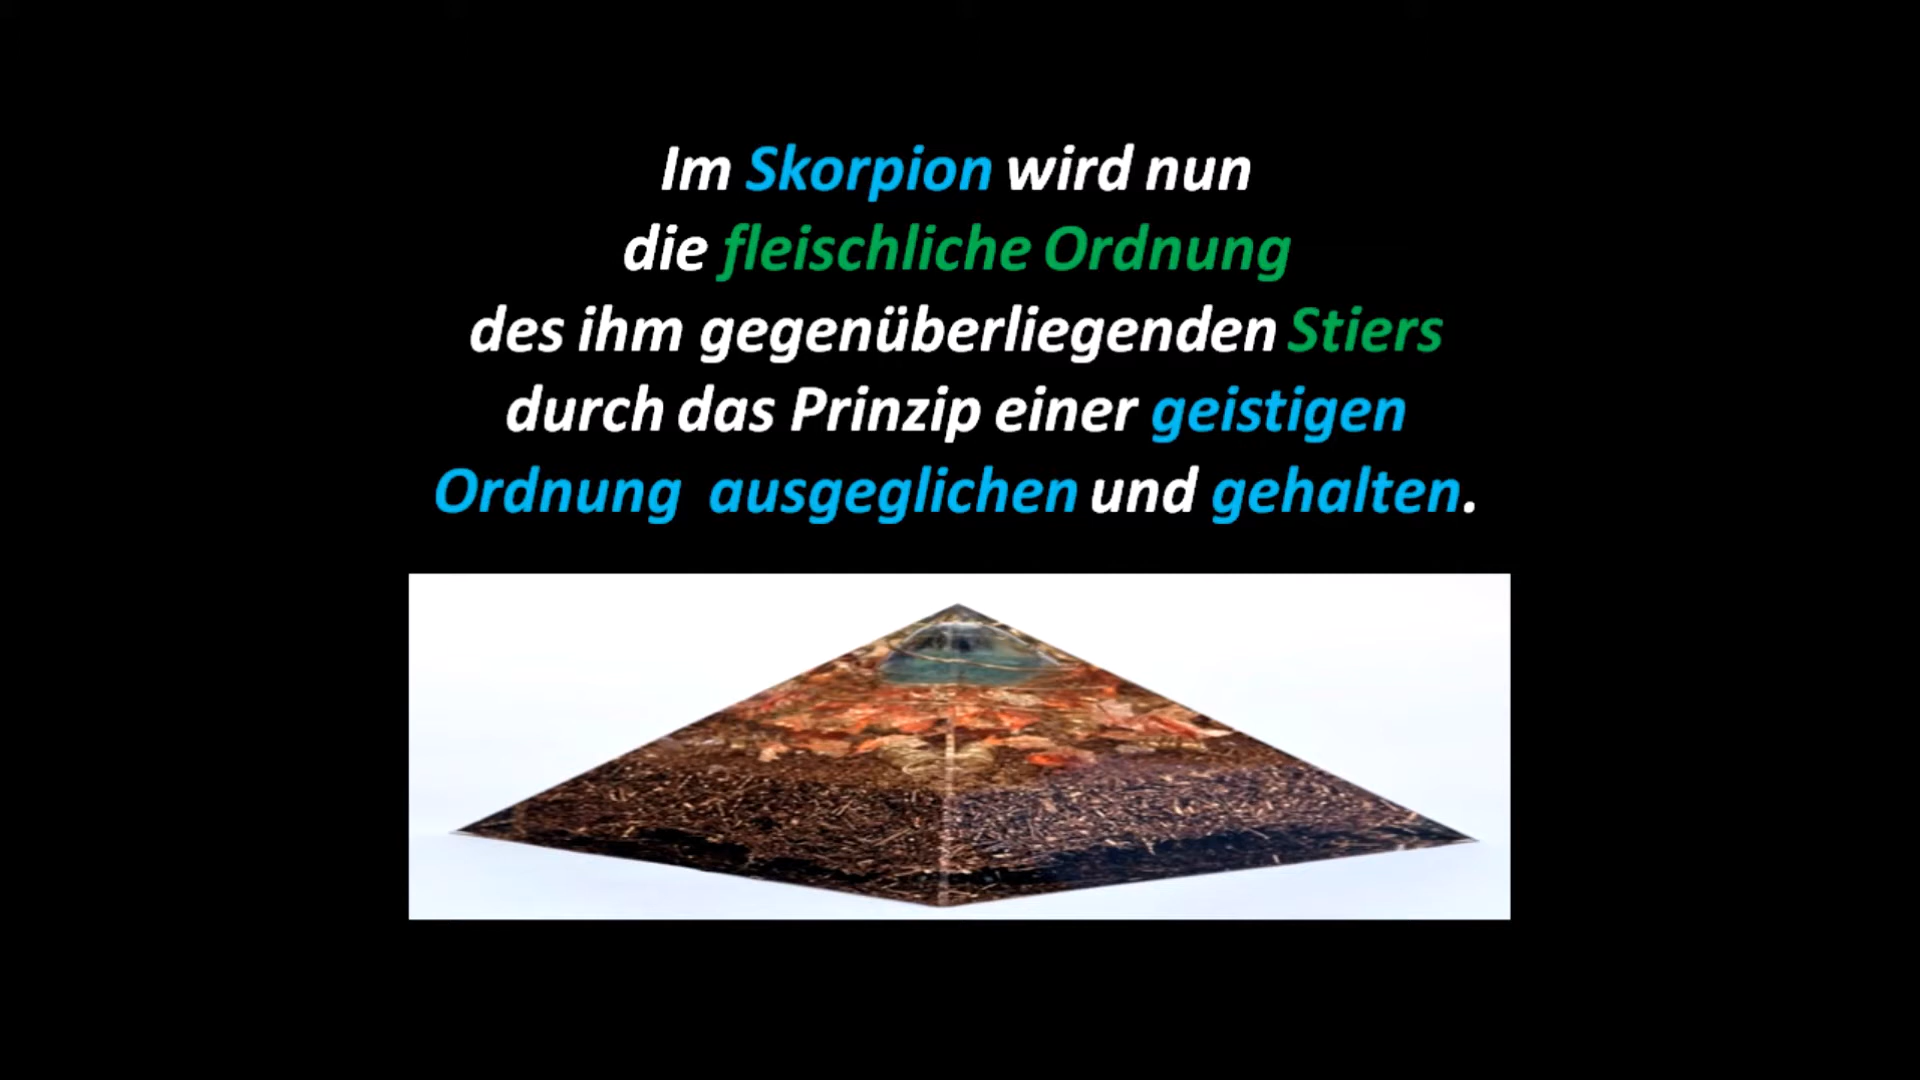 Im Skorpion wird nun
die fleischliche Ordnung
des ihm gegenüberliegenden Stiers
durch das Prinzip einer geistigen
Ordnung ausgeglichen und gehalten.